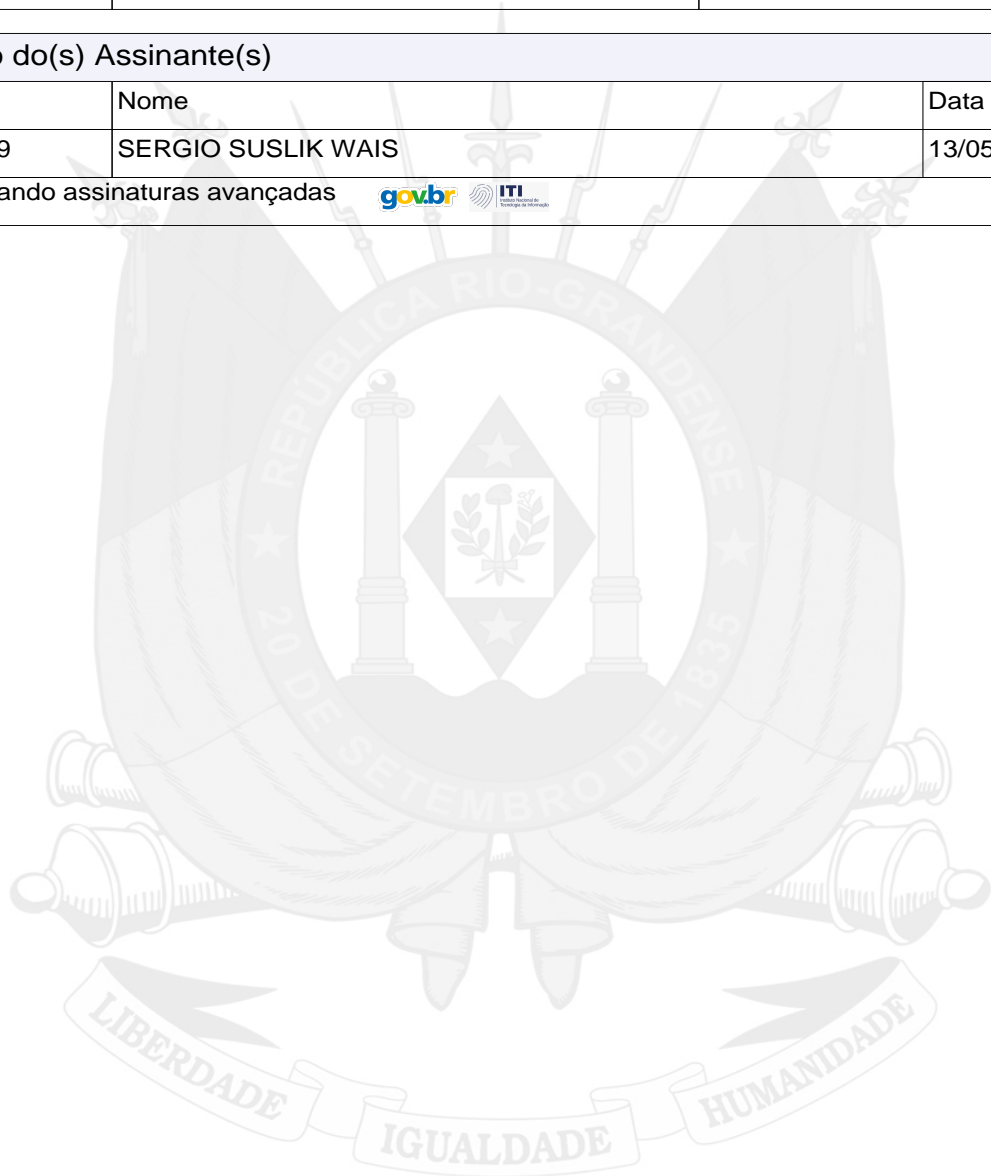 o do(s) Assinante(s)
Nome Data
9 SERGIO SUSLIK WAIS 13/05
ando assinaturas avançadas gov.br ITI
REPÚBLICA RIO-GRANDENSE
20 DE SETEMBRO DE 1835
LIBERDADE IGUALDADE HUMANIDADE